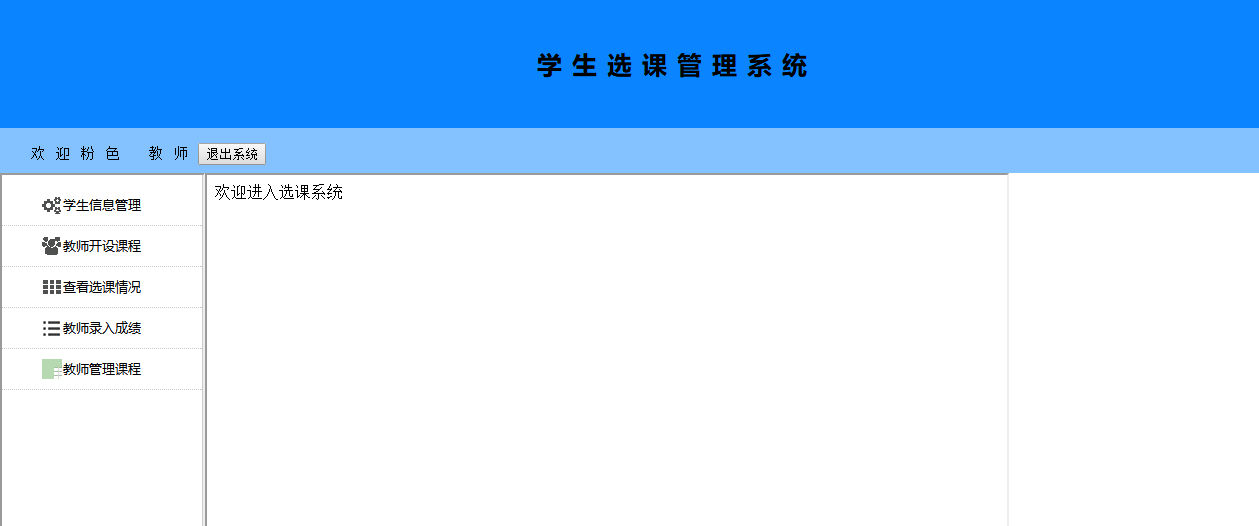 学生选课管理系统
欢迎粉色 教师 退出系统
学生信息管理
教师开设课程
查看选课情况
教师录入成绩
教师管理课程
欢迎进入选课系统